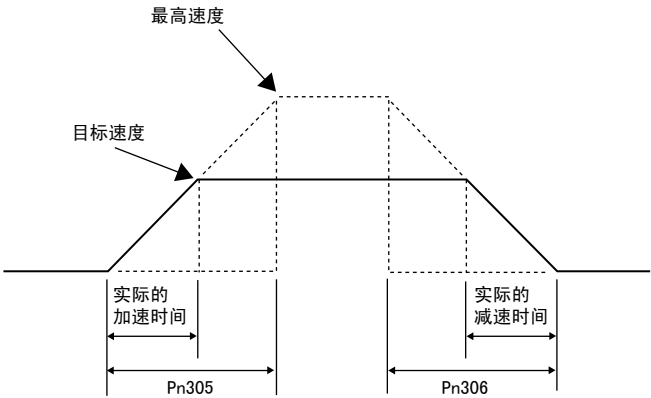 最高速度
目标速度
实际的
加速时间
实际的
减速时间
Pn305
Pn306